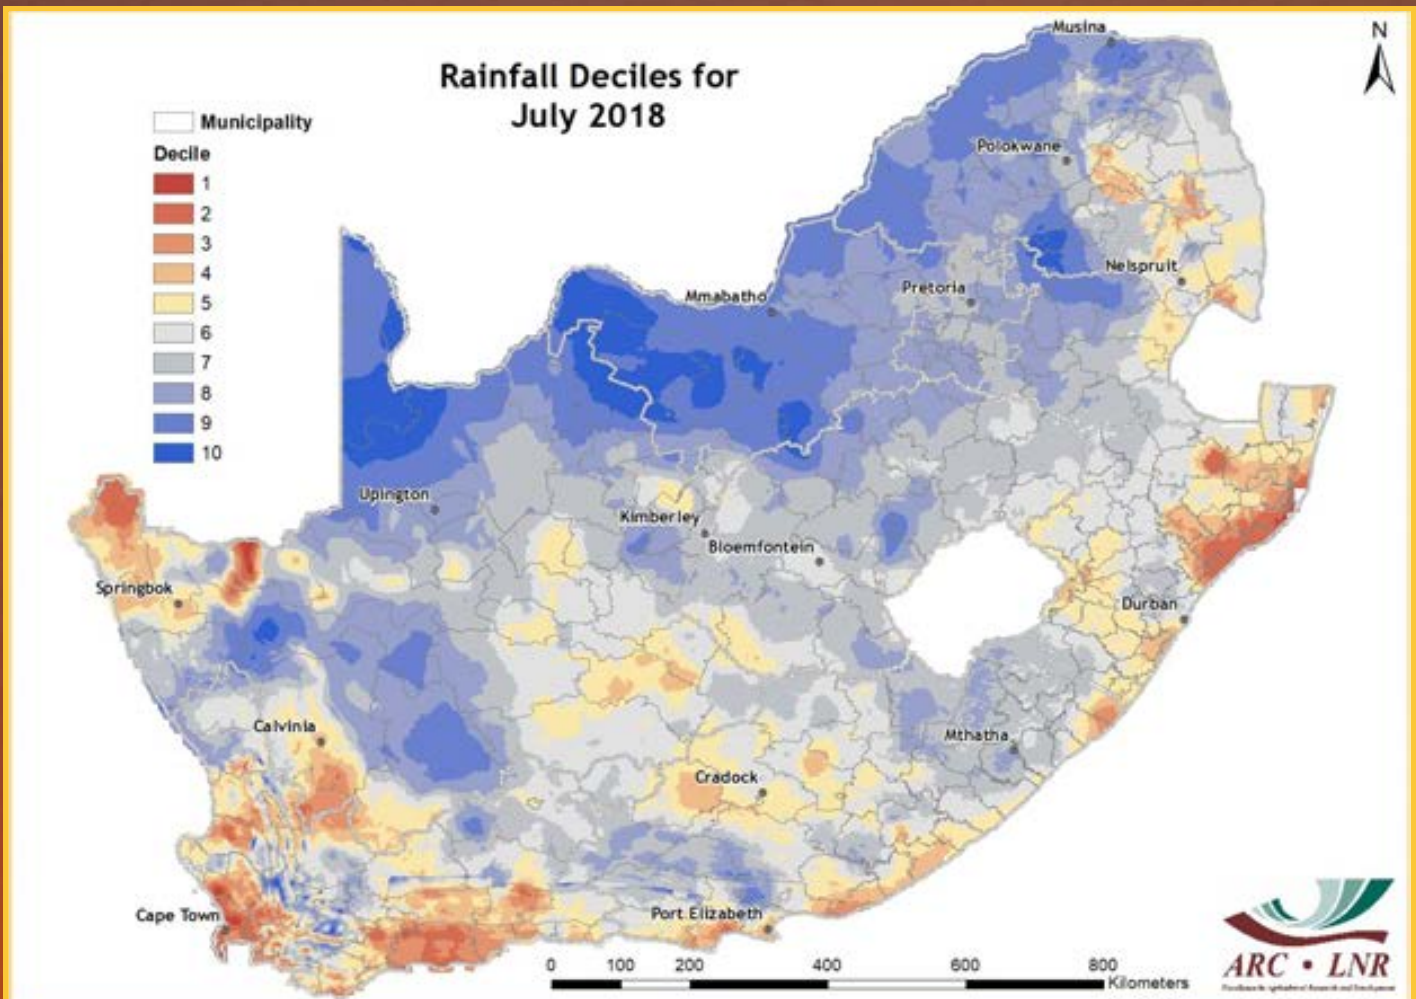 Rainfall Deciles for
July 2018
N
Municipality
Decile
1
2
3
4
5
6
7
8
9
10
Musina
Polokwane
Nelspruit
Pretoria
Mmabatho
Upington
Kimberley
Bloemfontein
Springbok
Durban
Calvinia
Mthatha
Cradock
Cape Town
Port Elizabeth
0 100 200 400 600 800
Kilometers
ARC • LNR